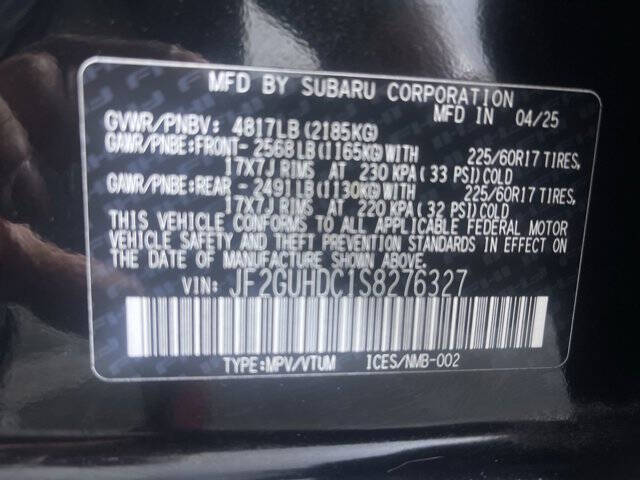 MFD BY SUBARU CORPORATION
MFD IN 04/25
GVWR/PNBV: 4817LB(2185KG)
GAWR/PNBE:FRONT-2568LB(1165KG)WITH 225/60R17 TIRES,
17X7J RIMS AT 230 KPA(33 PSI)COLD
GAWR/PNBE:REAR -2491LB(1130KG)WITH 225/60R17 TIRES,
17X7J RIMS AT 220 KPA(32 PSI)COLD
THIS VEHICLE CONFORMS TO ALL APPLICABLE FEDERAL MOTOR
VEHICLE SAFETY AND THEFT PREVENTION STANDARDS IN EFFECT ON
THE DATE OF MANUFACTURE SHOWN ABOVE.
VIN: JF2GUHDC1S8276327
TYPE:MPV/VTUM ICES/NMB-002